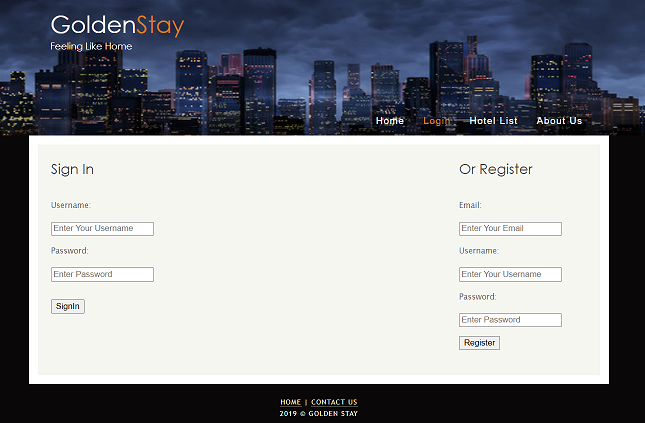 GoldenStay
Feeling Like Home
Home Login Hotel List About Us
Sign In
Username:
Enter Your Username
Password:
Enter Password
SignIn
Or Register
Email:
Enter Your Email
Username:
Enter Your Username
Password:
Enter Password
Register
HOME | CONTACT US
2019 © GOLDEN STAY